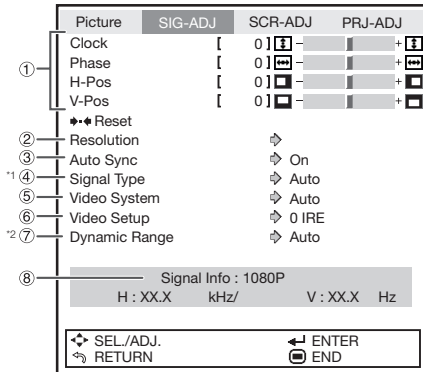 Picture SIG-ADJ SCR-ADJ PRJ-ADJ
① Clock [ 0 ] - +
Phase [ 0 ] - +
H-Pos [ 0 ] - +
V-Pos [ 0 ] - +
Reset
② Resolution
③ Auto Sync On
*1 ④ Signal Type Auto
⑤ Video System Auto
⑥ Video Setup 0 IRE
*2 ⑦ Dynamic Range Auto
⑧ Signal Info : 1080P
H : XX.X kHz/ V : XX.X Hz
SEL./ADJ. ENTER
RETURN END